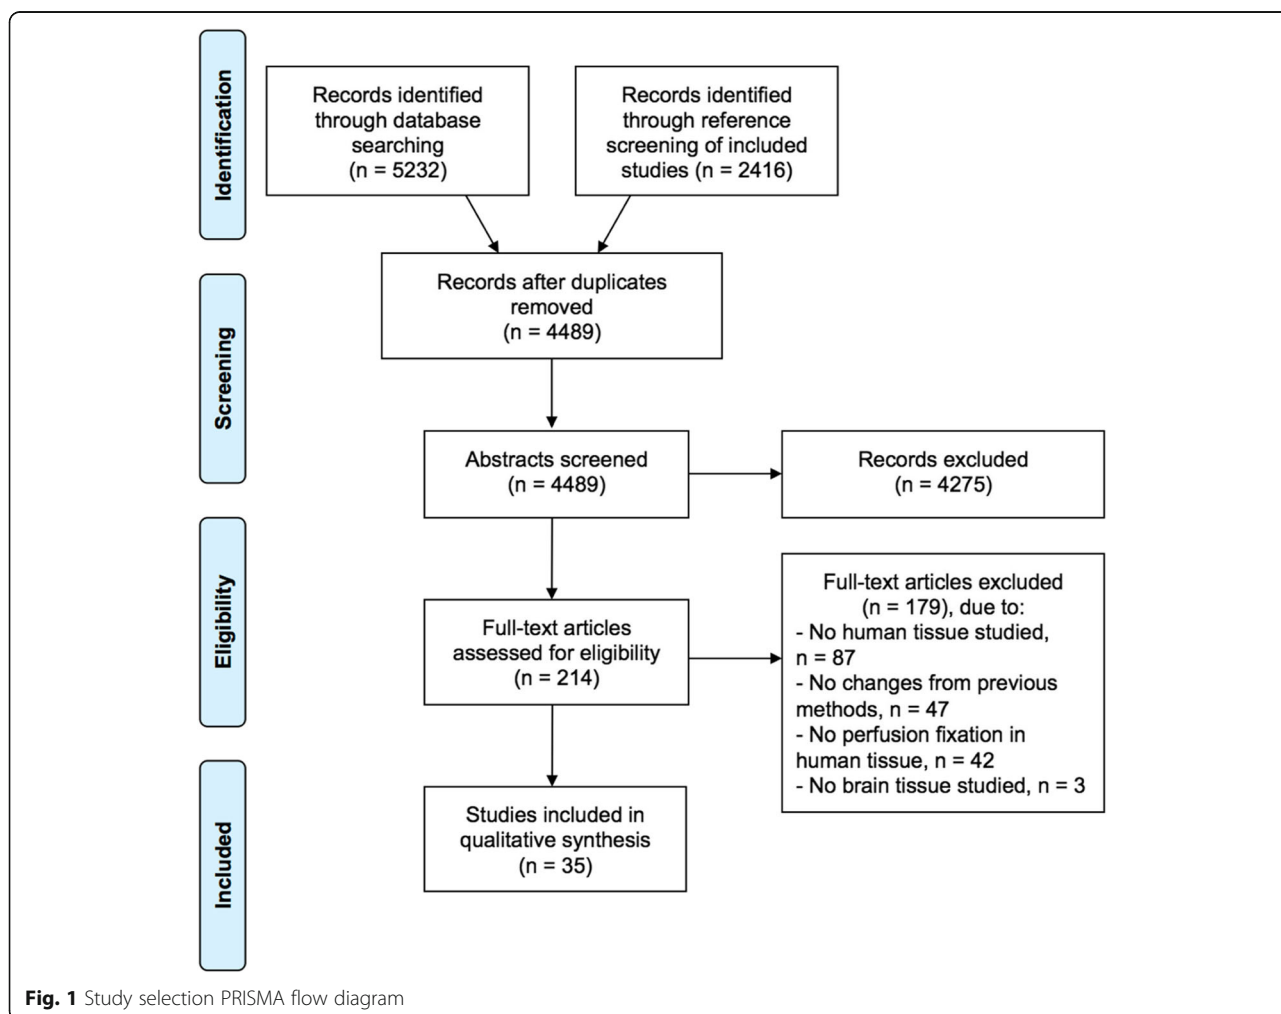 Identification
Records identified
through database
searching
(n = 5232)
Records identified
through reference
screening of included
studies (n = 2416)
Screening
Records after duplicates
removed
(n = 4489)
Abstracts screened
(n = 4489)
Records excluded
(n = 4275)
Eligibility
Full-text articles
assessed for eligibility
(n = 214)
Full-text articles excluded
(n = 179), due to:
- No human tissue studied,
n = 87
- No changes from previous
methods, n = 47
- No perfusion fixation in
human tissue, n = 42
- No brain tissue studied, n = 3
Included
Studies included in
qualitative synthesis
(n = 35)
Fig. 1 Study selection PRISMA flow diagram